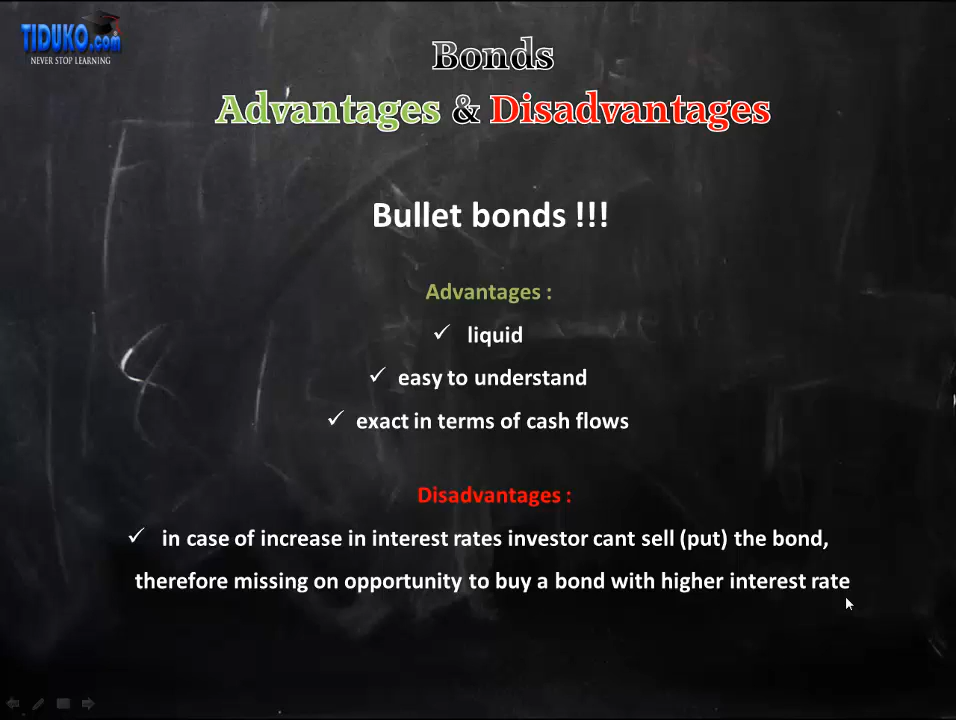 TIDUKO.com
NEVER STOP LEARNING
Bonds
Advantages & Disadvantages
Bullet bonds !!!
Advantages :
✓ liquid
✓ easy to understand
✓ exact in terms of cash flows
Disadvantages :
✓ in case of increase in interest rates investor cant sell (put) the bond,
therefore missing on opportunity to buy a bond with higher interest rate